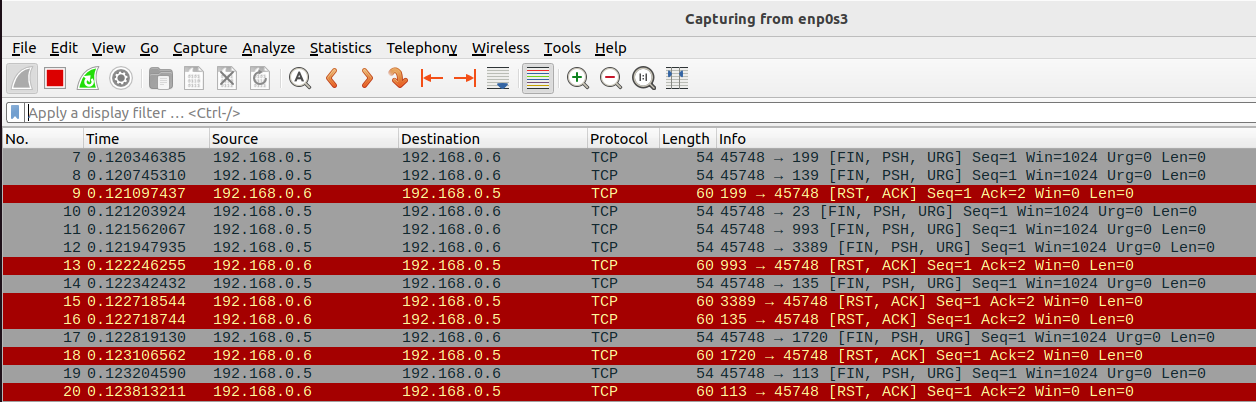 Capturing from enp0s3
File Edit View Go Capture Analyze Statistics Telephony Wireless Tools Help
Apply a display filter … <Ctrl-/>
No. Time Source Destination Protocol Length Info
7 0.120346385 192.168.0.5 192.168.0.6 TCP 54 45748 → 199 [FIN, PSH, URG] Seq=1 Win=1024 Urg=0 Len=0
8 0.120745310 192.168.0.5 192.168.0.6 TCP 54 45748 → 139 [FIN, PSH, URG] Seq=1 Win=1024 Urg=0 Len=0
9 0.121097437 192.168.0.6 192.168.0.5 TCP 60 199 → 45748 [RST, ACK] Seq=1 Ack=2 Win=0 Len=0
10 0.121203924 192.168.0.5 192.168.0.6 TCP 54 45748 → 23 [FIN, PSH, URG] Seq=1 Win=1024 Urg=0 Len=0
11 0.121562067 192.168.0.5 192.168.0.6 TCP 54 45748 → 993 [FIN, PSH, URG] Seq=1 Win=1024 Urg=0 Len=0
12 0.121947935 192.168.0.5 192.168.0.6 TCP 54 45748 → 3389 [FIN, PSH, URG] Seq=1 Win=1024 Urg=0 Len=0
13 0.122246255 192.168.0.6 192.168.0.5 TCP 60 993 → 45748 [RST, ACK] Seq=1 Ack=2 Win=0 Len=0
14 0.122342432 192.168.0.5 192.168.0.6 TCP 54 45748 → 135 [FIN, PSH, URG] Seq=1 Win=1024 Urg=0 Len=0
15 0.122718544 192.168.0.6 192.168.0.5 TCP 60 3389 → 45748 [RST, ACK] Seq=1 Ack=2 Win=0 Len=0
16 0.122718744 192.168.0.6 192.168.0.5 TCP 60 135 → 45748 [RST, ACK] Seq=1 Ack=2 Win=0 Len=0
17 0.122819130 192.168.0.5 192.168.0.6 TCP 54 45748 → 1720 [FIN, PSH, URG] Seq=1 Win=1024 Urg=0 Len=0
18 0.123106562 192.168.0.6 192.168.0.5 TCP 60 1720 → 45748 [RST, ACK] Seq=1 Ack=2 Win=0 Len=0
19 0.123204590 192.168.0.5 192.168.0.6 TCP 54 45748 → 113 [FIN, PSH, URG] Seq=1 Win=1024 Urg=0 Len=0
20 0.123813211 192.168.0.6 192.168.0.5 TCP 60 113 → 45748 [RST, ACK] Seq=1 Ack=2 Win=0 Len=0